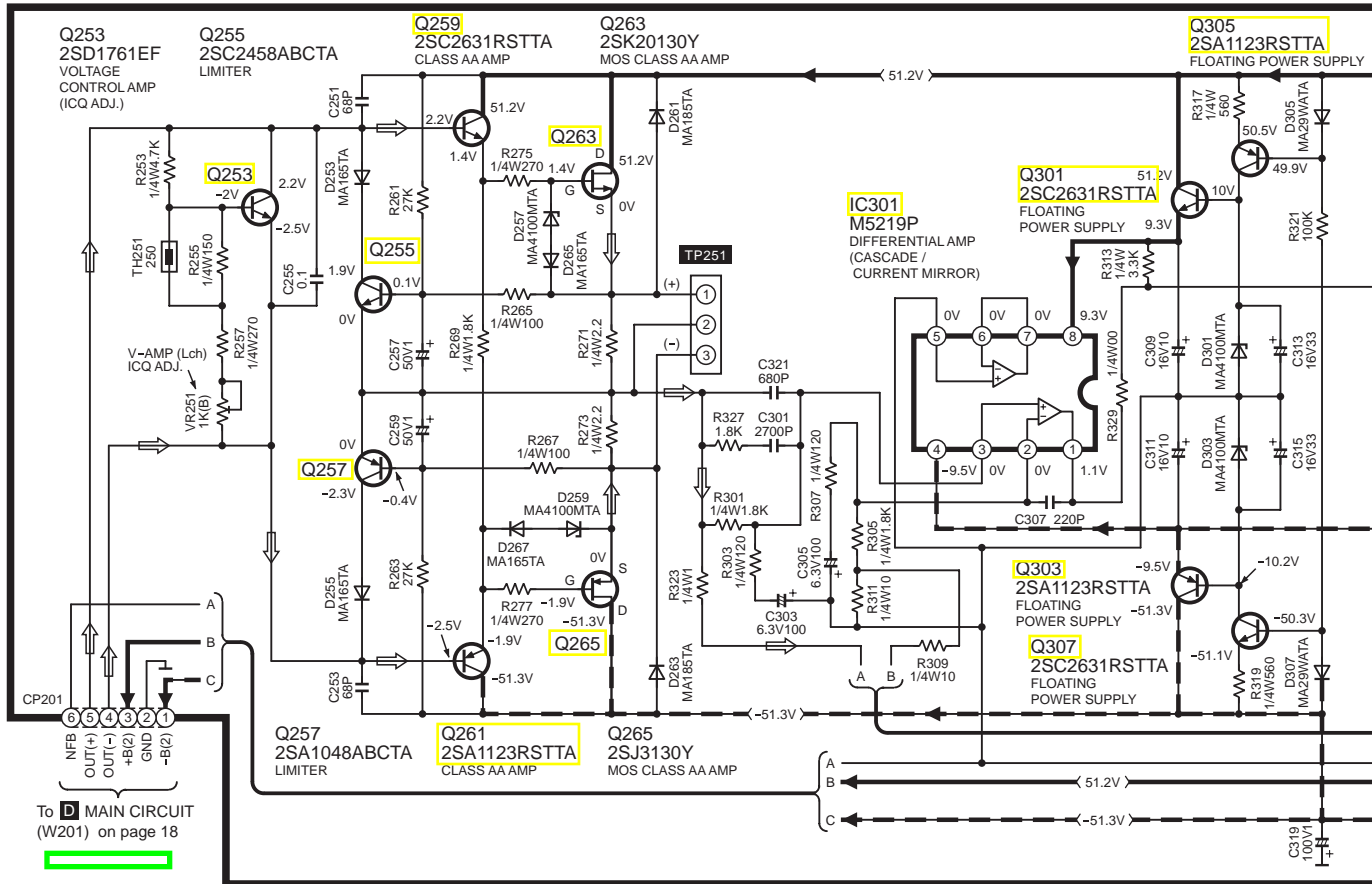 Q253
2SD1761EF
VOLTAGE
CONTROL AMP
(ICQ ADJ.)
Q255
2SC2458ABCTA
LIMITER
Q259
2SC2631RSTTA
CLASS AA AMP
Q263
2SK20130Y
MOS CLASS AA AMP
Q305
2SA1123RSTTA
FLOATING POWER SUPPLY
51.2V
C251
68P
2.2V
51.2V
1.4V
D261
MA185TA
R317
1/4W
560
D305
MA29WATA
50.5V
49.9V
R253
1/4W4.7K
Q253
-2V
2.2V
-2.5V
D253
MA165TA
R261
27K
R275
1/4W270
Q263
1.4V
D
51.2V
G
S
0V
D257
MA4100MTA
D265
MA165TA
Q301
2SC2631RSTTA
FLOATING
POWER SUPPLY
51.2V
10V
9.3V
R321
100K
IC301
M5219P
DIFFERENTIAL AMP
(CASCADE /
CURRENT MIRROR)
R313
1/4W
3.3K
TH251
250
R255
1/4W150
C255
0.1
Q255
1.9V
0.1V
0V
TP251
(+)
1
2
(-)
3
R265
1/4W100
R257
1/4W270
V-AMP (Lch)
ICQ ADJ.
VR251
1K(B)
C257
50V1
R269
1/4W1.8K
R271
1/4W2.2
0V
0V
0V
9.3V
5
6
7
8
R329
1/4W00
C309
16V10
D301
MA4100MTA
C313
16V33
C321
680P
R327
1.8K
C301
2700P
C259
50V1
R273
1/4W2.2
0V
Q257
-2.3V
-0.4V
R267
1/4W100
R307
1/4W120
4
3
2
1
-9.5V
0V
0V
1.1V
C311
16V10
D303
MA4100MTA
C315
16V33
D259
MA4100MTA
D267
MA165TA
R301
1/4W1.8K
C307 220P
R303
1/4W120
C305
6.3V100
R305
1/4W1.8K
D255
MA165TA
R263
27K
0V
S
G
-1.9V
D
-51.3V
R277
1/4W270
Q265
R323
1/4W1
C303
6.3V100
R311
1/4W10
Q303
2SA1123RSTTA
FLOATING
POWER SUPPLY
-9.5V
-10.2V
-51.3V
A
B
C
-2.5V
-1.9V
-51.3V
C253
68P
D263
MA185TA
R309
1/4W10
A
B
Q307
2SC2631RSTTA
FLOATING
POWER SUPPLY
-50.3V
-51.1V
R319
1/4W560
D307
MA29WATA
CP201
6
5
4
3
2
1
NFB
OUT(+)
OUT(-)
+B(2)
GND
-B(2)
-51.3V
Q257
2SA1048ABCTA
LIMITER
Q261
2SA1123RSTTA
CLASS AA AMP
Q265
2SJ3130Y
MOS CLASS AA AMP
A
B
51.2V
C
-51.3V
To D MAIN CIRCUIT
(W201) on page 18
C319
100V1